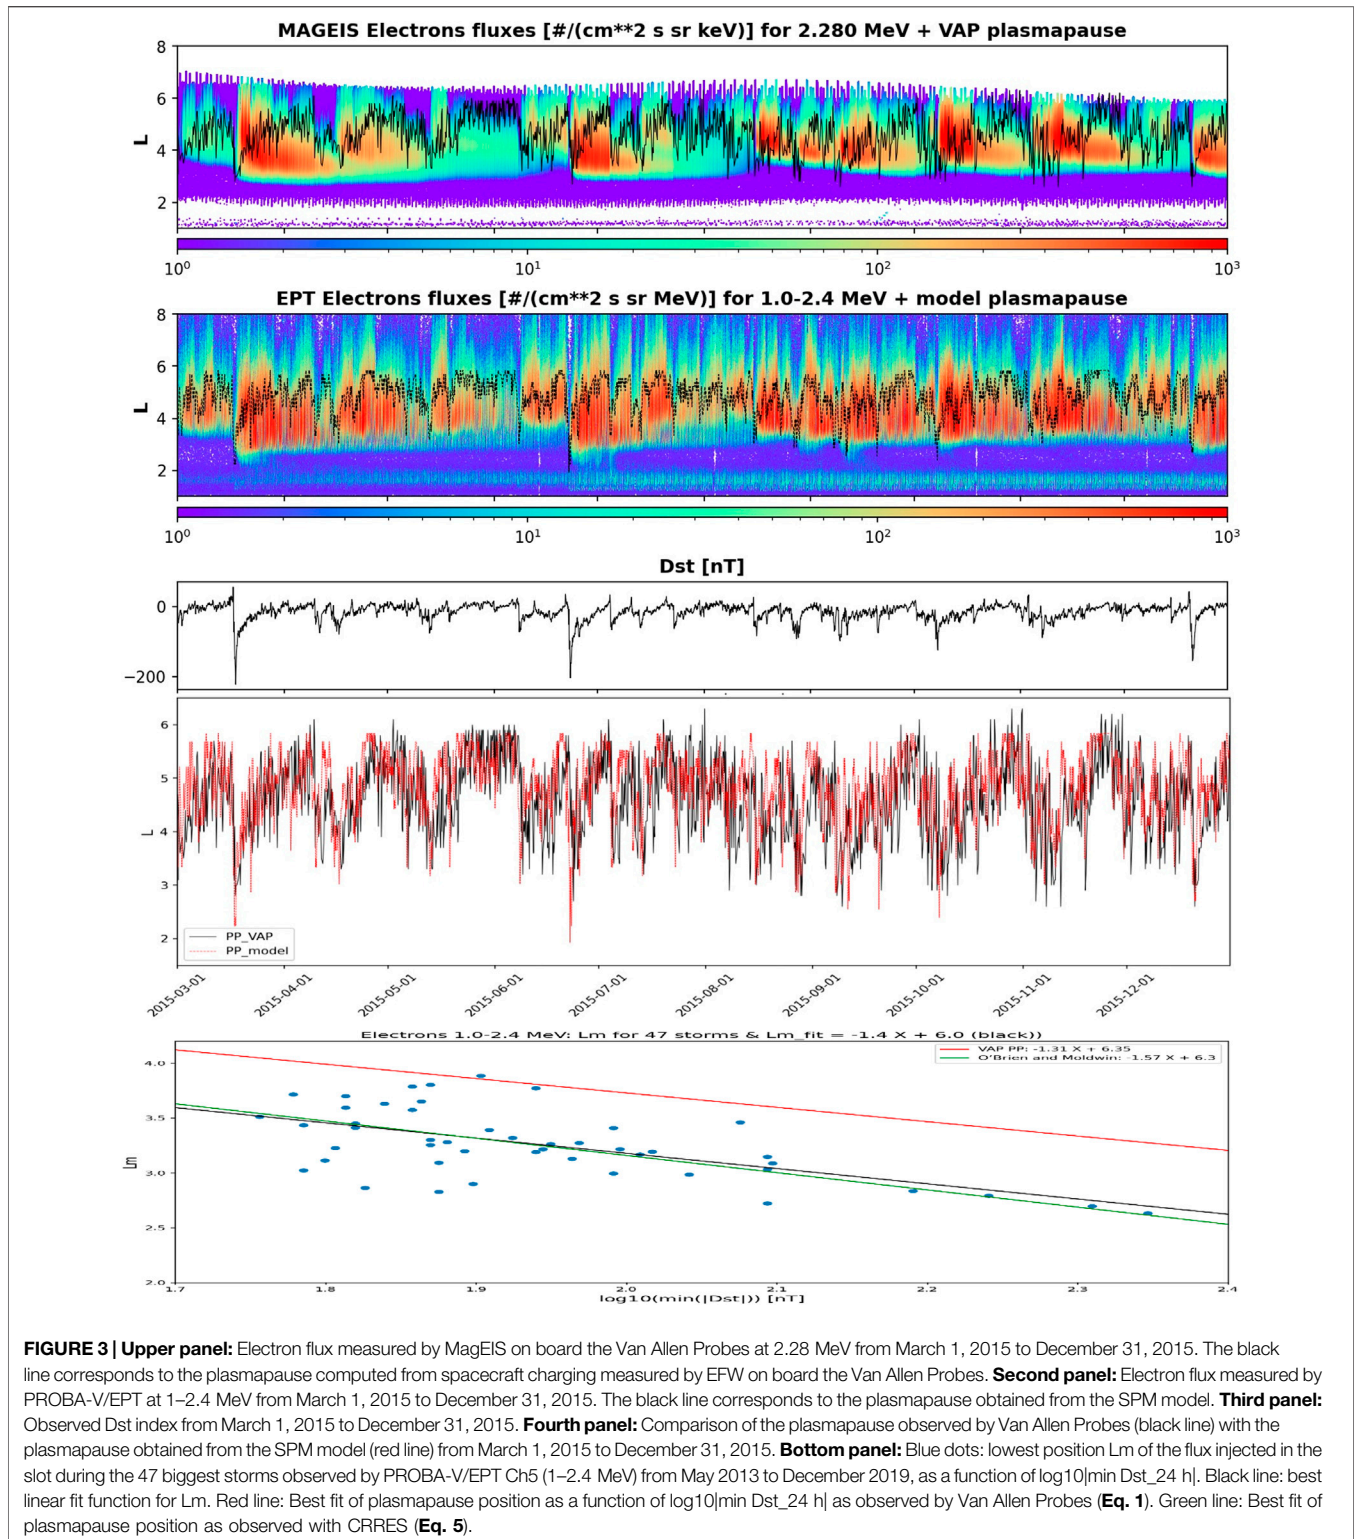 MAGEIS Electrons fluxes [#/(cm**2 s sr keV)] for 2.280 MeV + VAP plasmapause
8
6
4
2
L
10⁰ 10¹ 10² 10³
EPT Electrons fluxes [#/(cm**2 s sr MeV)] for 1.0-2.4 MeV + model plasmapause
8
6
4
2
L
10⁰ 10¹ 10² 10³
Dst [nT]
0
−200
6
5
4
3
2
L
PP_VAP
PP_model
2015-03-01 2015-04-01 2015-05-01 2015-06-01 2015-07-01 2015-08-01 2015-09-01 2015-10-01 2015-11-01 2015-12-01
Electrons 1.0-2.4 MeV: Lm for 47 storms & Lm_fit = -1.4 X + 6.0 (black))
VAP PP: -1.31 X + 6.35
O'Brien and Moldwin: -1.57 X + 6.3
4.0
3.5
3.0
2.5
2.0
Lm
1.7 1.8 1.9 2.0 2.1 2.2 2.3 2.4
log10(min(|Dst|)) [nT]
FIGURE 3 | Upper panel: Electron flux measured by MagEIS on board the Van Allen Probes at 2.28 MeV from March 1, 2015 to December 31, 2015. The black
line corresponds to the plasmapause computed from spacecraft charging measured by EFW on board the Van Allen Probes. Second panel: Electron flux measured by
PROBA-V/EPT at 1–2.4 MeV from March 1, 2015 to December 31, 2015. The black line corresponds to the plasmapause obtained from the SPM model. Third panel:
Observed Dst index from March 1, 2015 to December 31, 2015. Fourth panel: Comparison of the plasmapause observed by Van Allen Probes (black line) with the
plasmapause obtained from the SPM model (red line) from March 1, 2015 to December 31, 2015. Bottom panel: Blue dots: lowest position Lm of the flux injected in the
slot during the 47 biggest storms observed by PROBA-V/EPT Ch5 (1–2.4 MeV) from May 2013 to December 2019, as a function of log10|min Dst_24 h|. Black line: best
linear fit function for Lm. Red line: Best fit of plasmapause position as a function of log10|min Dst_24 h| as observed by Van Allen Probes (Eq. 1). Green line: Best fit of
plasmapause position as observed with CRRES (Eq. 5).